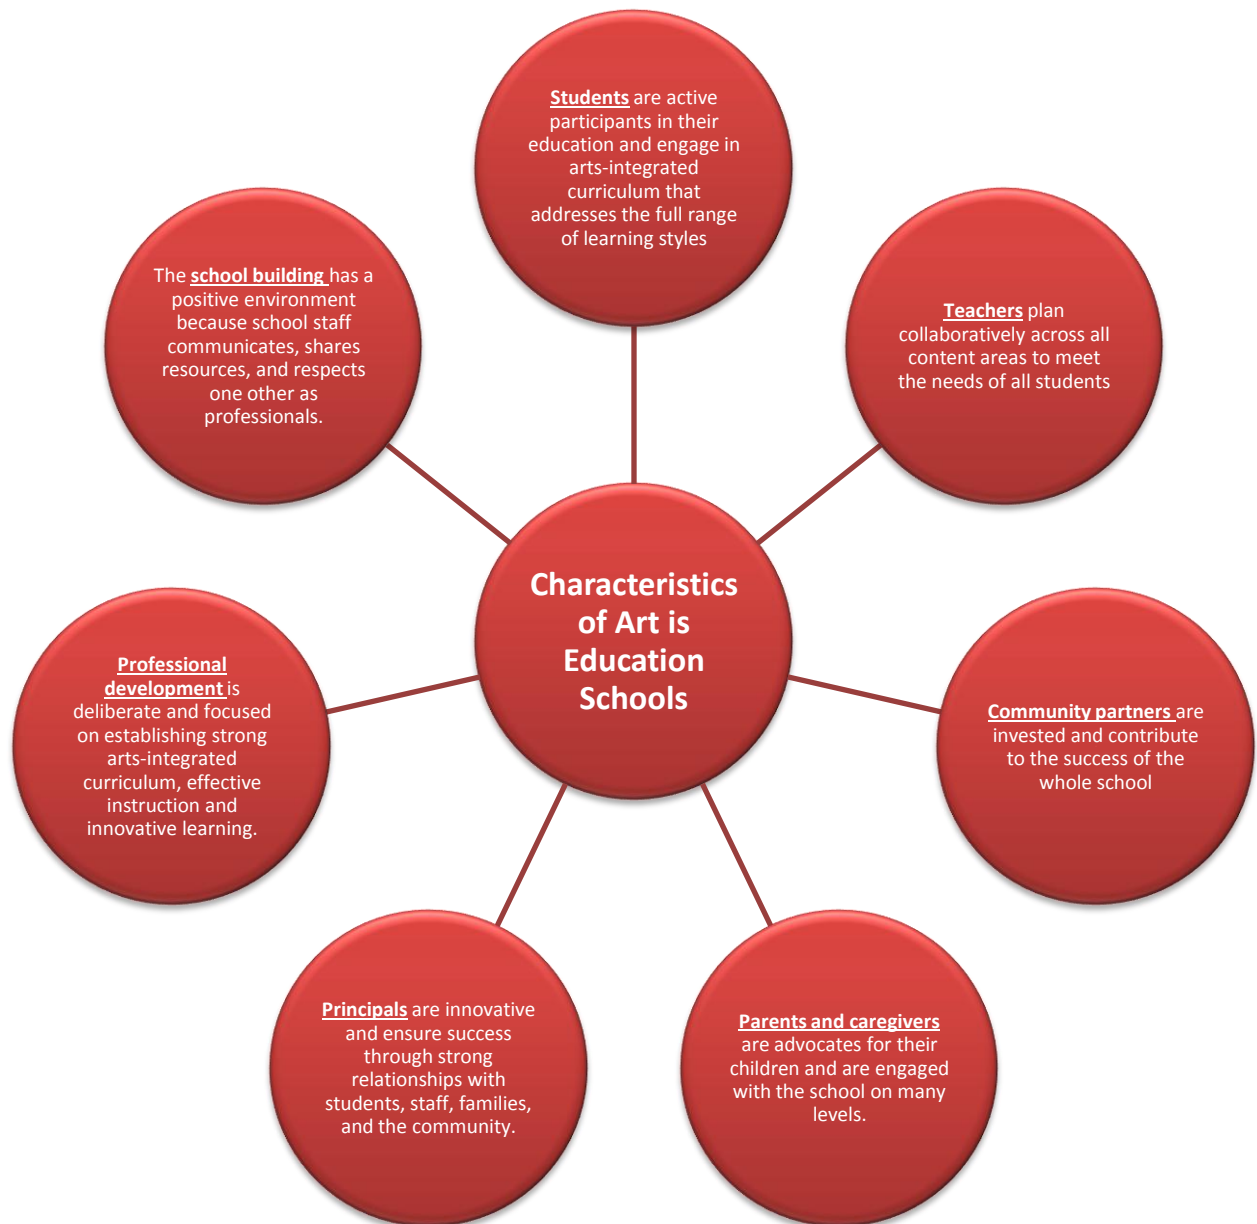 Students are active
participants in their
education and engage in
arts-integrated
curriculum that
addresses the full range
of learning styles
Teachers plan
collaboratively across all
content areas to meet
the needs of all students
Community partners are
invested and contribute
to the success of the
whole school
Parents and caregivers
are advocates for their
children and are engaged
with the school on many
levels.
Principals are innovative
and ensure success
through strong
relationships with
students, staff, families,
and the community.
Professional
development is
deliberate and focused
on establishing strong
arts-integrated
curriculum, effective
instruction and
innovative learning.
The school building has a
positive environment
because school staff
communicates, shares
resources, and respects
one other as
professionals.
Characteristics
of Art is
Education
Schools